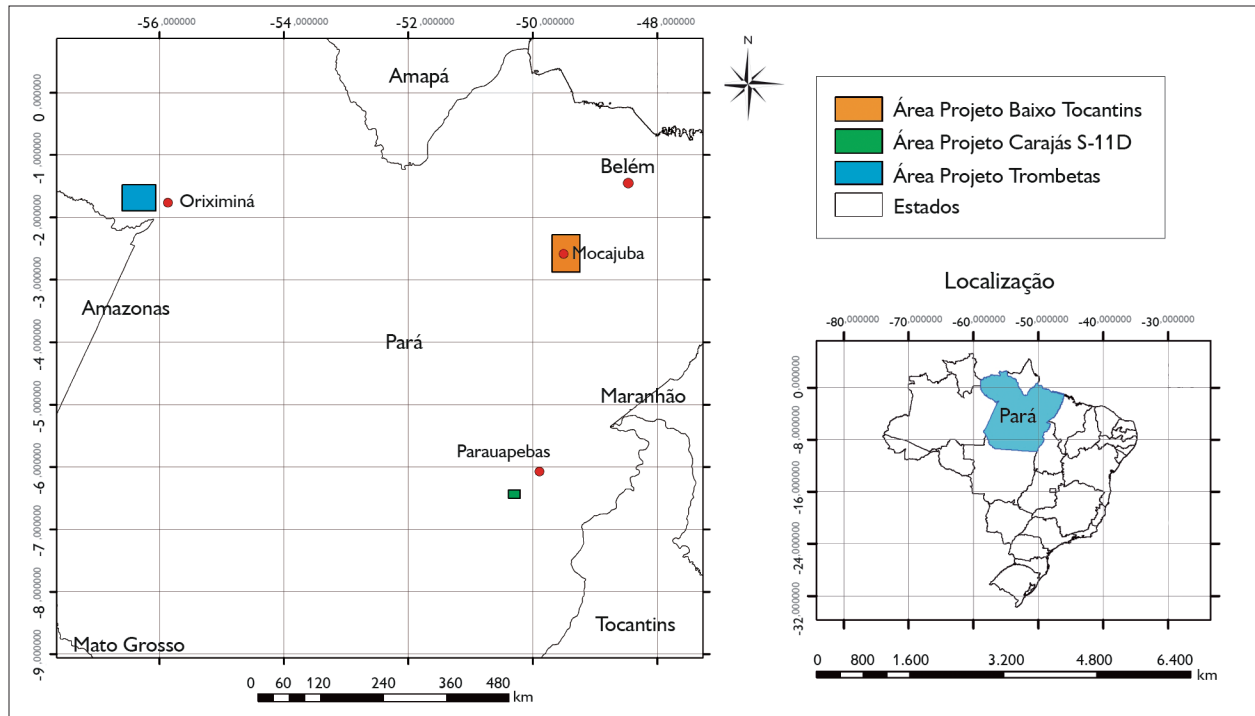 -56,000000 -54,000000 -52,000000 -50,000000 -48,000000
0,000000
-1,000000
-2,000000
-3,000000
-4,000000
-5,000000
-6,000000
-7,000000
-8,000000
-9,000000
Amapá
Belém
Oriximiná
Mocajuba
Amazonas
Pará
Maranhão
Parauapebas
Tocantins
Mato Grosso
0 60 120 240 360 480
km
N
Área Projeto Baixo Tocantins
Área Projeto Carajás S-11D
Área Projeto Trombetas
Estados
Localização
-80,000000 -70,000000 -60,000000 -50,000000 -40,000000 -30,000000
0,000000
-8,000000
-16,000000
-24,000000
-32,000000
Pará
0 800 1.600 3.200 4.800 6.400
km